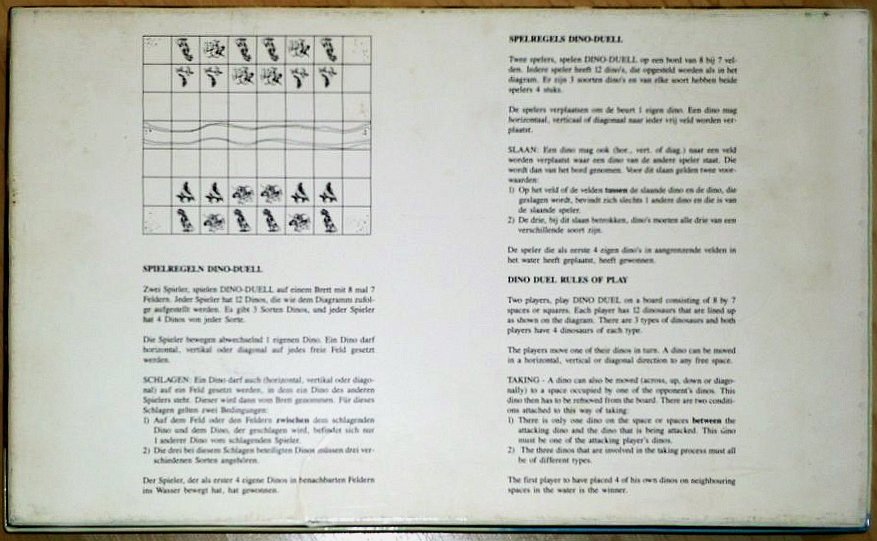 SPIELREGELN DINO-DUELL
Zwei Spieler, spielen DINO-DUELL auf einem Brett mit 8 mal 7
Feldern. Jeder Spieler hat 12 Dinos, die wie dem Diagramm zufol-
ge aufgestellt werden. Es gibt 3 Sorten Dinos, und jeder Spieler
hat 4 Dinos von jeder Sorte.
Die Spieler bewegen abwechselnd 1 eigenen Dino. Ein Dino darf
horizontal, vertikal oder diagonal auf jedes freie Feld gesetzt
werden.
SCHLAGEN: Ein Dino darf auch (horizontal, vertikal oder diago-
nal) auf ein Feld gesetzt werden, in dem ein Dino des anderen
Spielers steht. Dieser wird dann vom Brett genommen. Für dieses
Schlagen gelten zwei Bedingungen:
1) Auf dem Feld oder den Feldern zwischen dem schlagenden
Dino und dem Dino, der geschlagen wird, befindet sich nur
1 anderer Dino vom schlagenden Spieler.
2) Die drei bei diesem Schlagen beteiligten Dinos müssen drei ver-
schiedenen Sorten angehören.
Der Spieler, der als erster 4 eigene Dinos in benachbarten Feldern
ins Wasser bewegt hat, hat gewonnen.
SPELREGELS DINO-DUELL
Twee spelers, spelen DINO-DUELL op een bord van 8 bij 7 vel-
den. Iedere speler heeft 12 dino's, die opgesteld worden als in het
diagram. Er zijn 3 soorten dino's en van elke soort hebben beide
spelers 4 stuks.
De spelers verplaatsen om de beurt 1 eigen dino. Een dino mag
horizontaal, verticaal of diagonaal naar ieder vrij veld worden ver-
plaatst.
SLAAN: Een dino mag ook (hor., vert. of diag.) naar een veld
worden verplaatst waar een dino van de andere speler staat. Die
wordt dan van het bord genomen. Voor dit slaan gelden twee voor-
waarden:
1) Op het veld of de velden tussen de slaande dino en de dino, die
geslagen wordt, bevindt zich slechts 1 andere dino en die is van
de slaande speler.
2) De drie, bij dit slaan betrokken, dino's moeten alle drie van een
verschillende soort zijn.
De speler die als eerste 4 eigen dino's in aangrenzende velden in
het water heeft geplaatst, heeft gewonnen.
DINO DUEL RULES OF PLAY
Two players, play DINO DUEL on a board consisting of 8 by 7
spaces or squares. Each player has 12 dinosaurs that are lined up
as shown on the diagram. There are 3 types of dinosaurs and both
players have 4 dinosaurs of each type.
The players move one of their dinos in turn. A dino can be moved
in a horizontal, vertical or diagonal direction to any free space.
TAKING - A dino can also be moved (across, up, down or diago-
nally) to a space occupied by one of the opponent's dinos. This
dino then has to be removed from the board. There are two condi-
tions attached to this way of taking:
1) There is only one dino on the space or spaces between the
attacking dino and the dino that is being attacked. This dino
must be one of the attacking player's dinos.
2) The three dinos that are involved in the taking process must all
be of different types.
The first player to have placed 4 of his own dinos on neighbouring
spaces in the water is the winner.